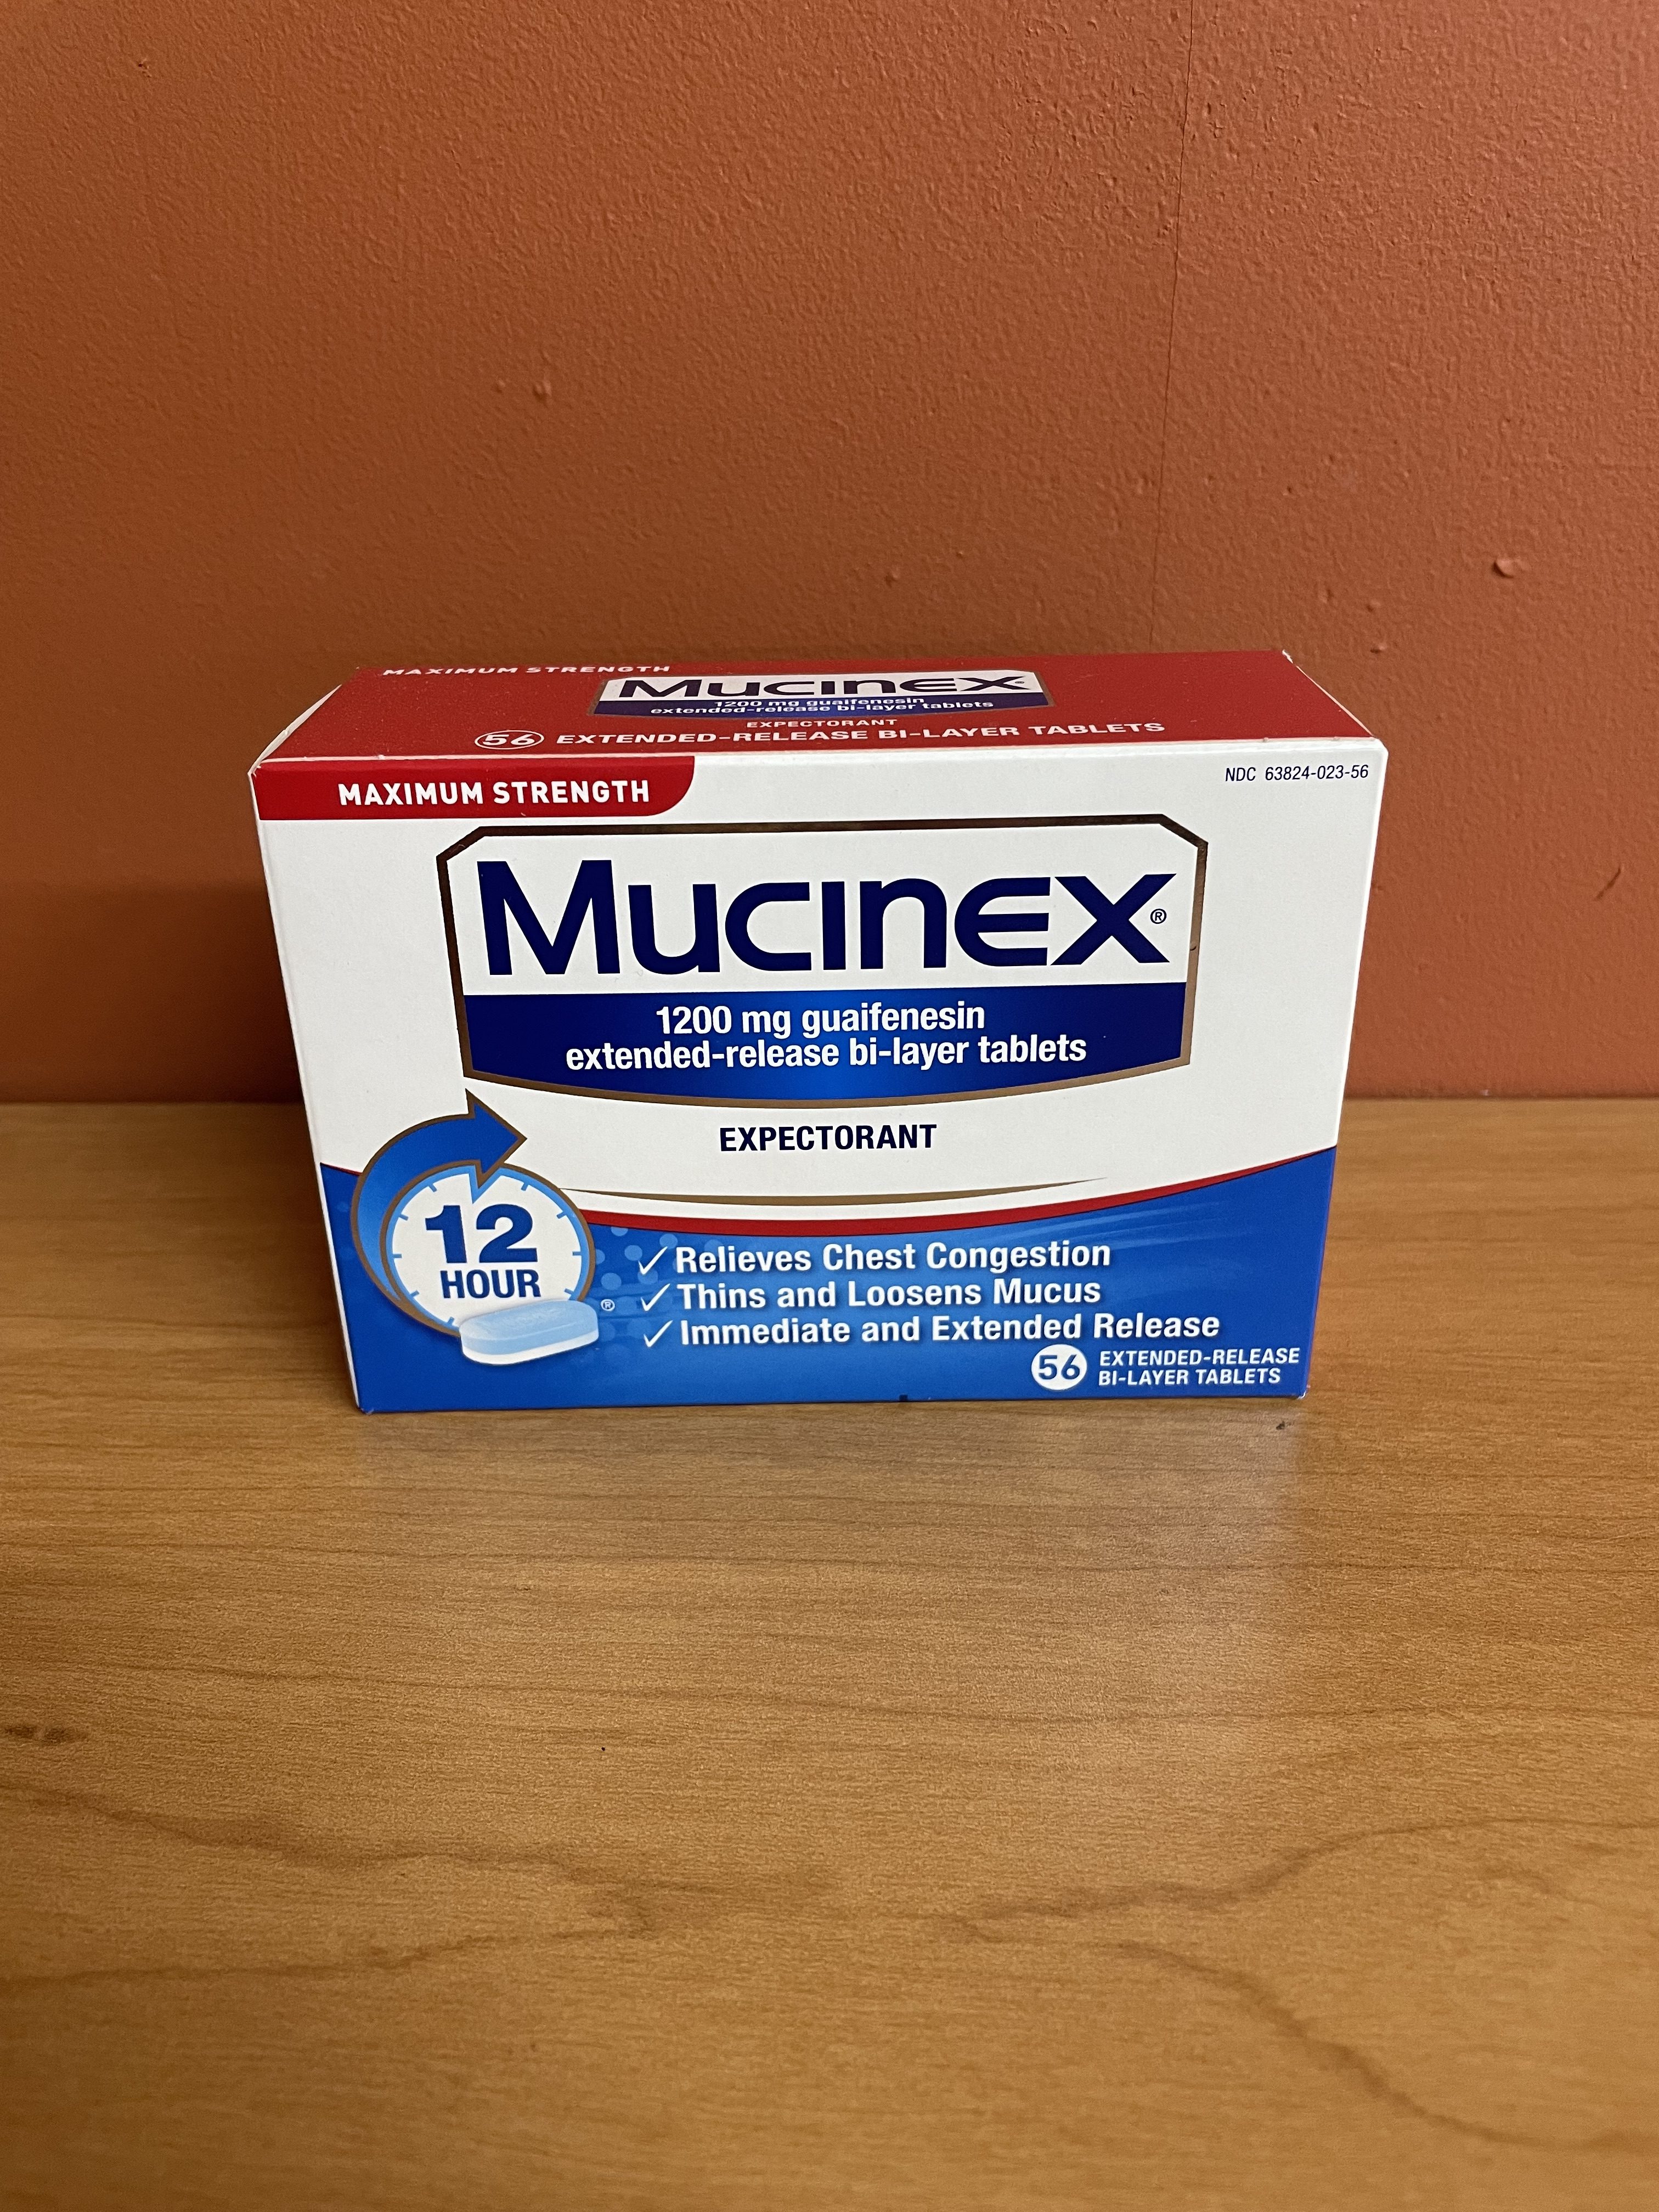 MAXIMUM STRENGTH
Mucinex
1200 mg guaifenesin
extended-release bi-layer tablets
EXPECTORANT
56 EXTENDED-RELEASE BI-LAYER TABLETS
MAXIMUM STRENGTH
NDC 63824-023-56
Mucinex®
1200 mg guaifenesin
extended-release bi-layer tablets
EXPECTORANT
12
HOUR
®
✓ Relieves Chest Congestion
✓ Thins and Loosens Mucus
✓ Immediate and Extended Release
56 EXTENDED-RELEASE
BI-LAYER TABLETS